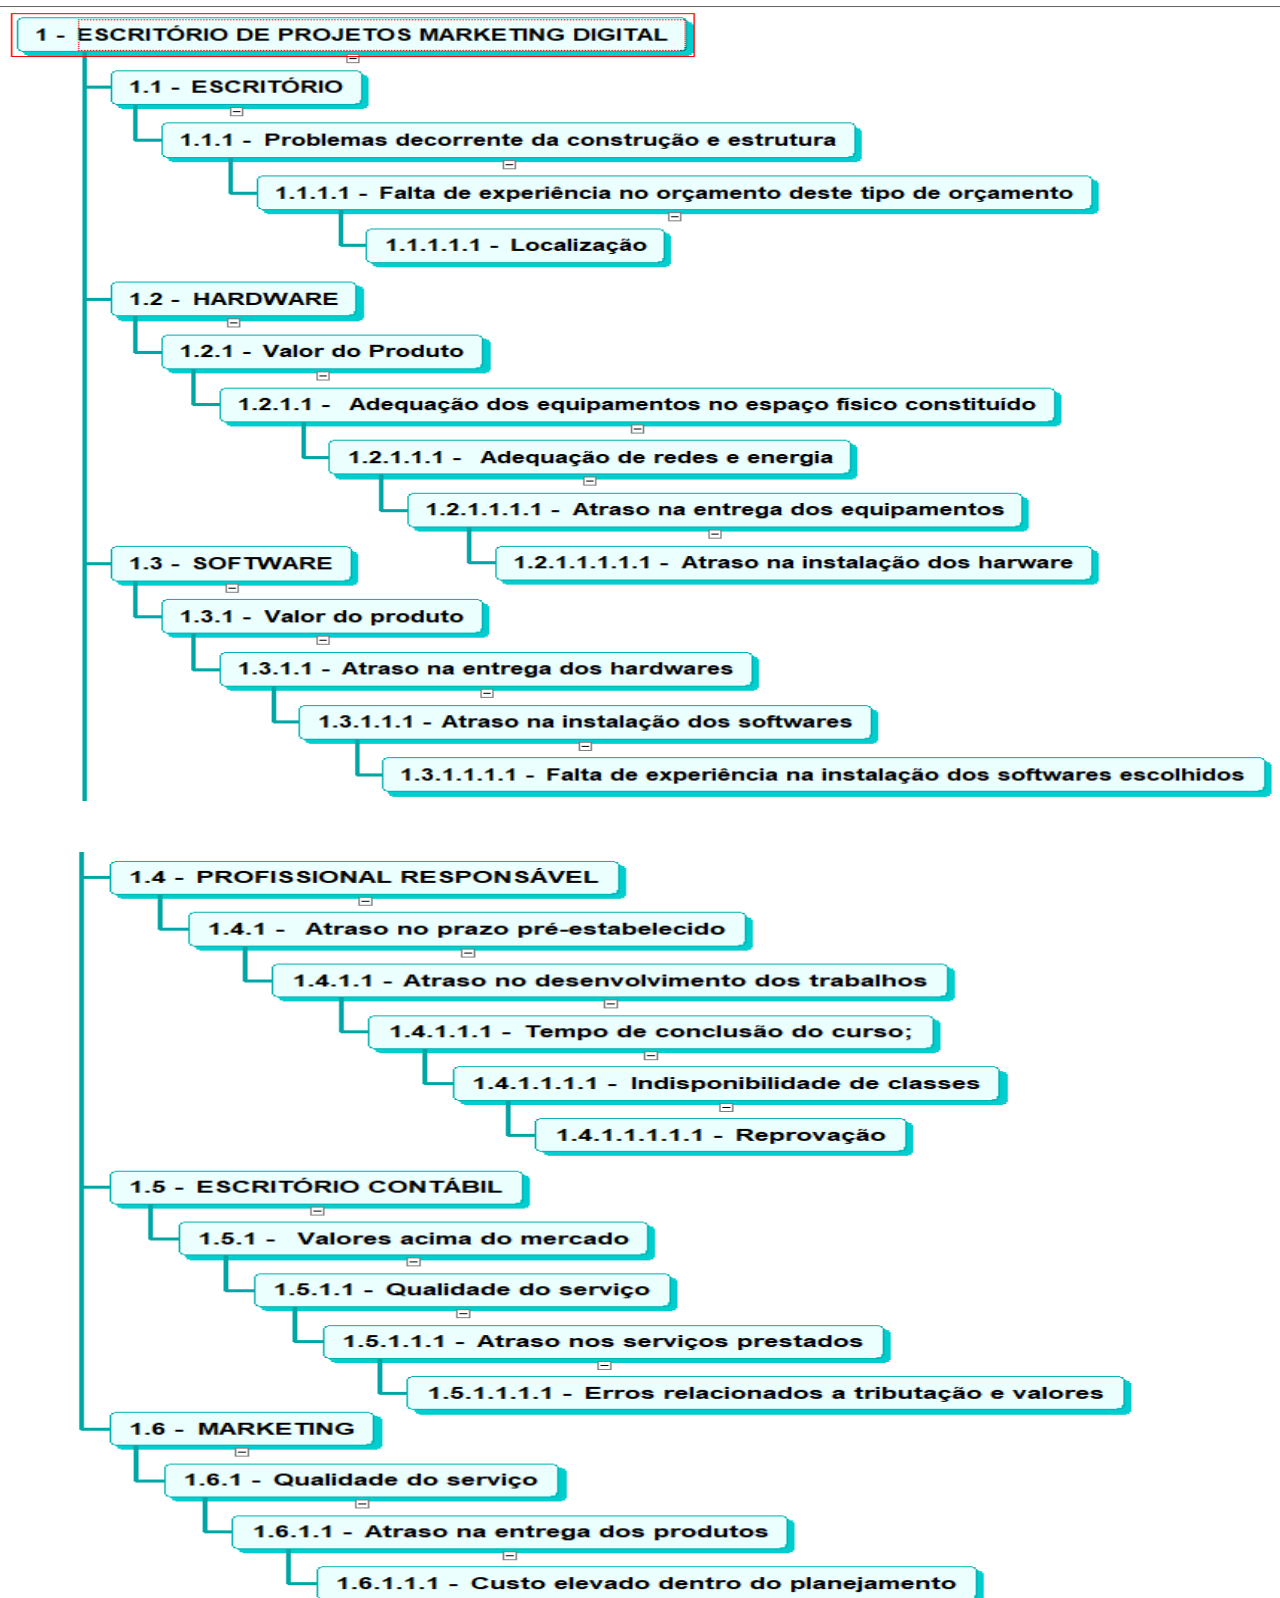 1 - ESCRITÓRIO DE PROJETOS MARKETING DIGITAL
1.1 - ESCRITÓRIO
1.1.1 - Problemas decorrente da construção e estrutura
1.1.1.1 - Falta de experiência no orçamento deste tipo de orçamento
1.1.1.1.1 - Localização
1.2 - HARDWARE
1.2.1 - Valor do Produto
1.2.1.1 - Adequação dos equipamentos no espaço físico constituído
1.2.1.1.1 - Adequação de redes e energia
1.2.1.1.1.1 - Atraso na entrega dos equipamentos
1.2.1.1.1.1.1 - Atraso na instalação dos harware
1.3 - SOFTWARE
1.3.1 - Valor do produto
1.3.1.1 - Atraso na entrega dos hardwares
1.3.1.1.1 - Atraso na instalação dos softwares
1.3.1.1.1.1 - Falta de experiência na instalação dos softwares escolhidos
1.4 - PROFISSIONAL RESPONSÁVEL
1.4.1 - Atraso no prazo pré-estabelecido
1.4.1.1 - Atraso no desenvolvimento dos trabalhos
1.4.1.1.1 - Tempo de conclusão do curso;
1.4.1.1.1.1 - Indisponibilidade de classes
1.4.1.1.1.1.1 - Reprovação
1.5 - ESCRITÓRIO CONTÁBIL
1.5.1 - Valores acima do mercado
1.5.1.1 - Qualidade do serviço
1.5.1.1.1 - Atraso nos serviços prestados
1.5.1.1.1.1 - Erros relacionados a tributação e valores
1.6 - MARKETING
1.6.1 - Qualidade do serviço
1.6.1.1 - Atraso na entrega dos produtos
1.6.1.1.1 - Custo elevado dentro do planejamento